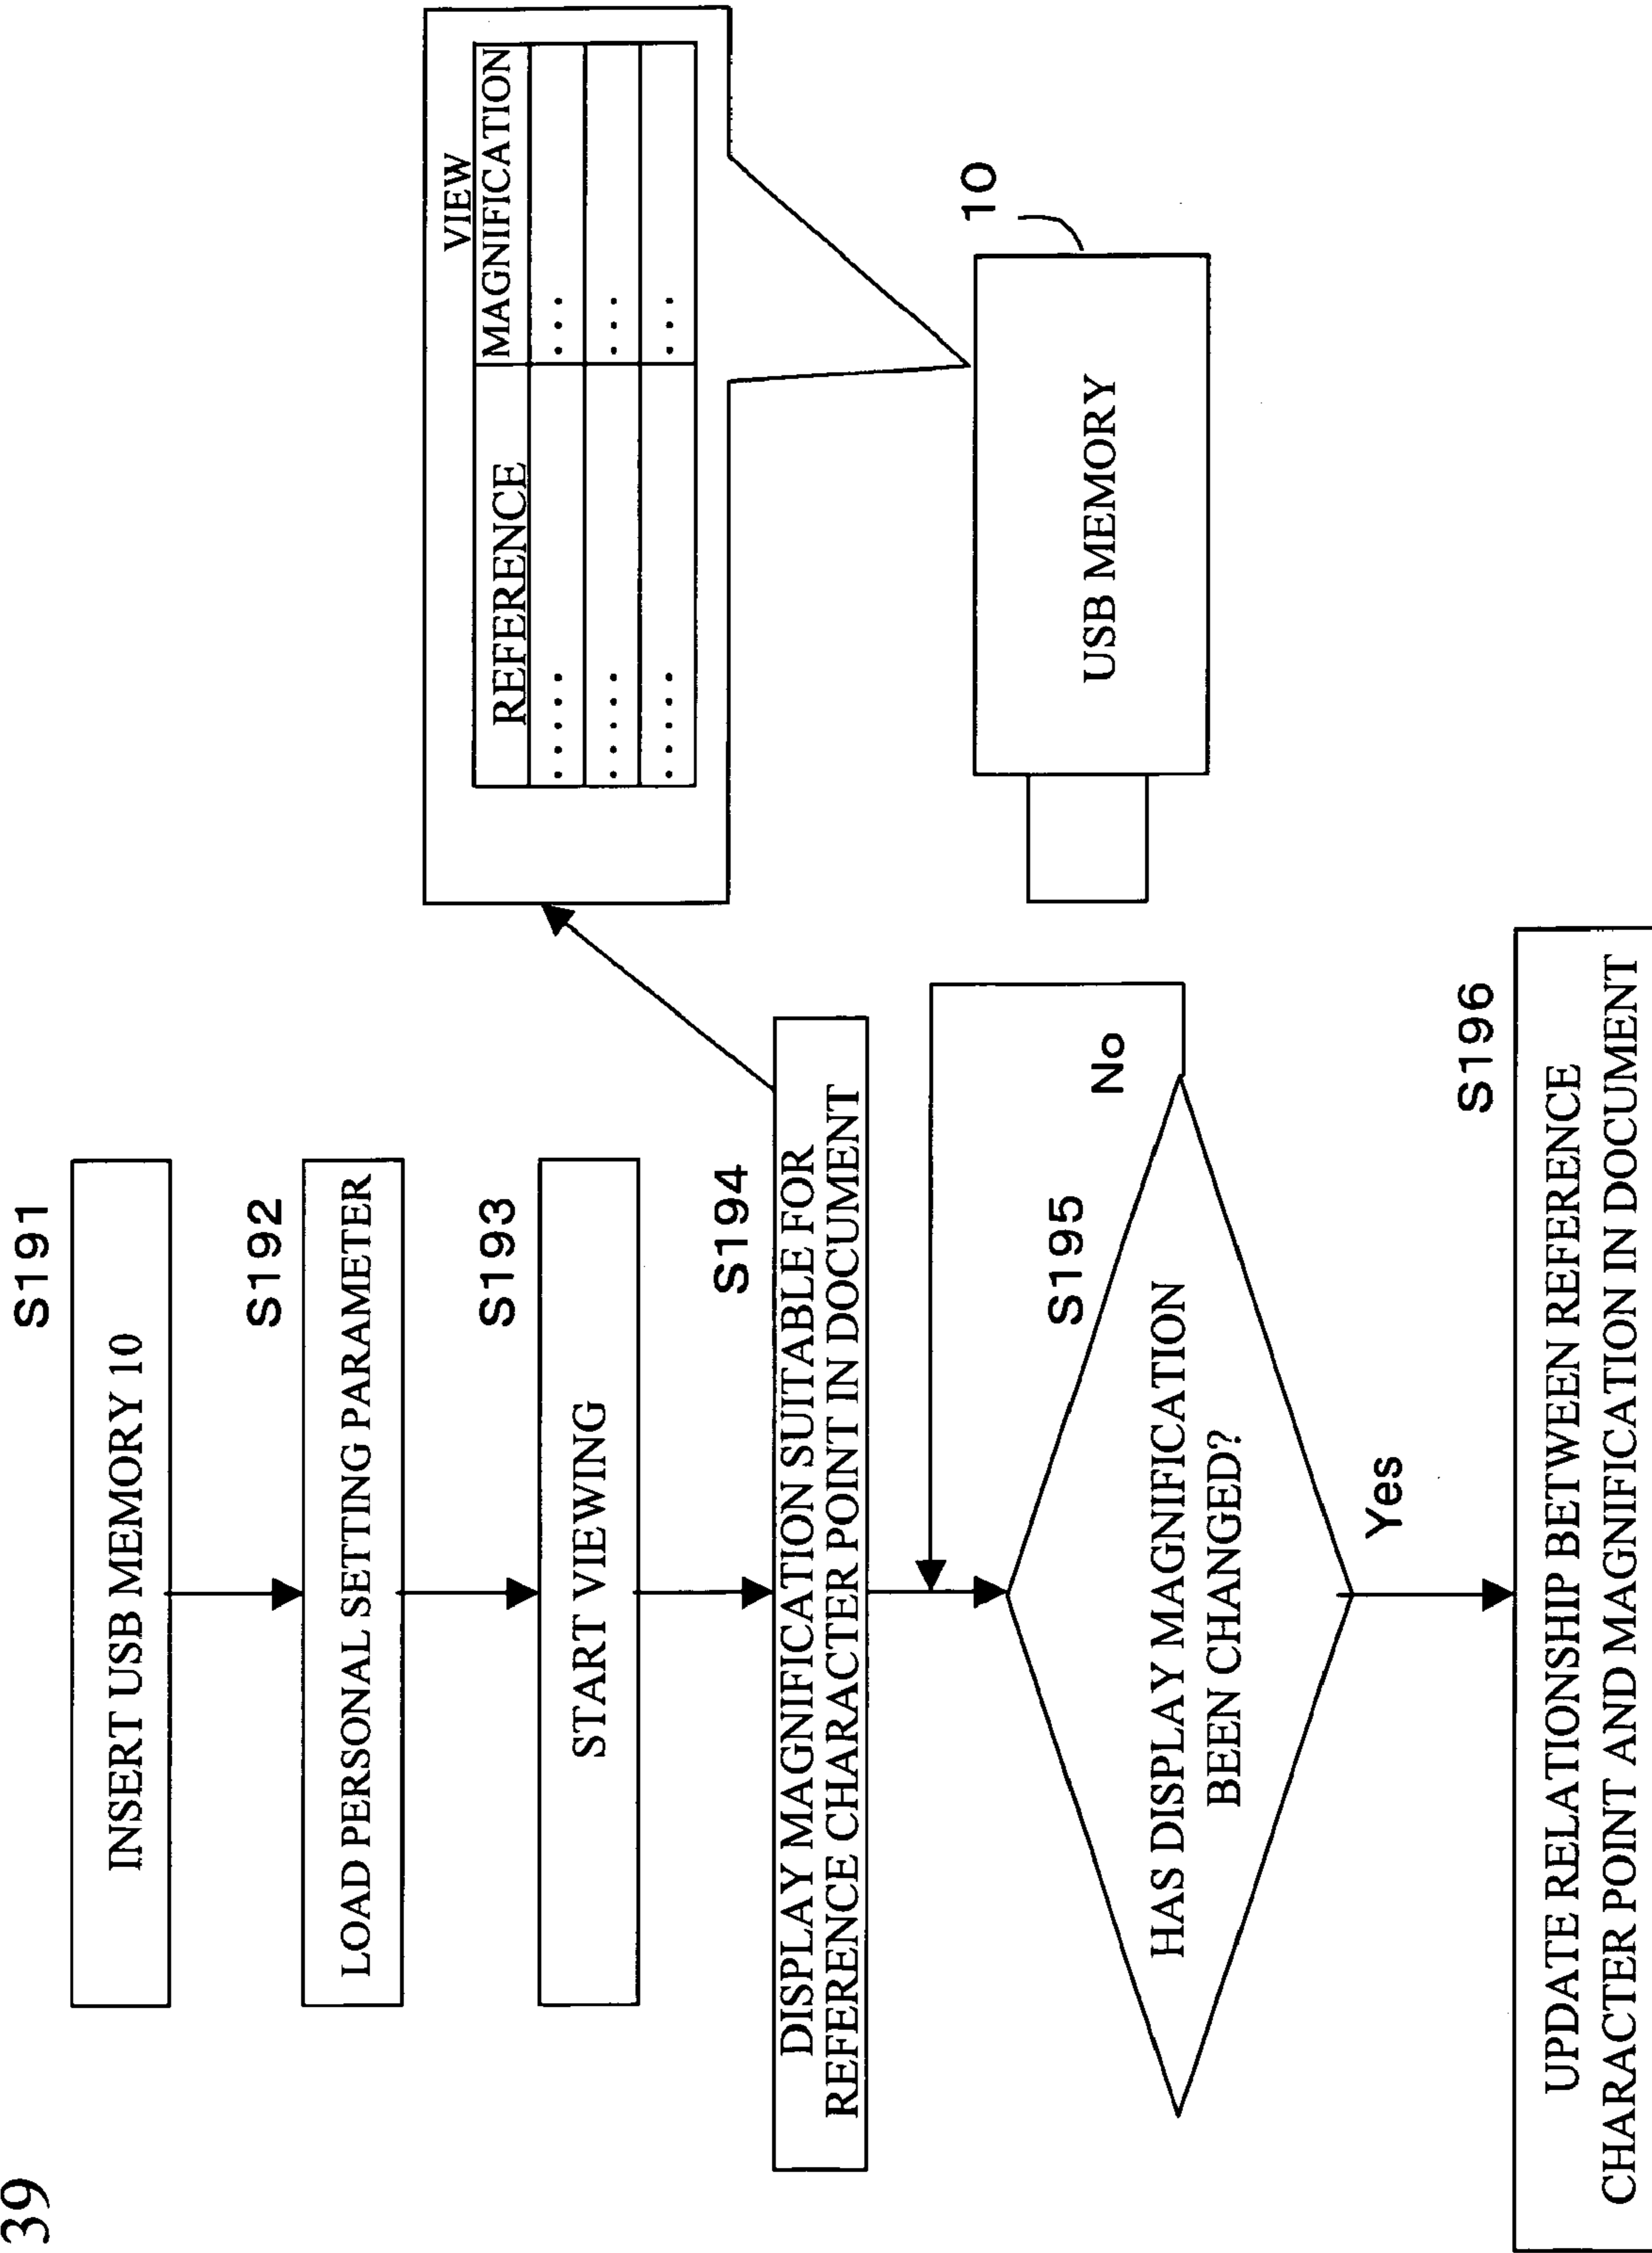 39
S191
INSERT USB MEMORY 10
S192
LOAD PERSONAL SETTING PARAMETER
S193
START VIEWING
S194
DISPLAY MAGNIFICATION SUITABLE FOR
REFERENCE CHARACTER POINT IN DOCUMENT
S195
HAS DISPLAY MAGNIFICATION
BEEN CHANGED?
No
Yes
S196
UPDATE RELATIONSHIP BETWEEN REFERENCE
CHARACTER POINT AND MAGNIFICATION IN DOCUMENT
VIEW
REFERENCE MAGNIFICATION
..... ...
..... ...
..... ...
10
USB MEMORY